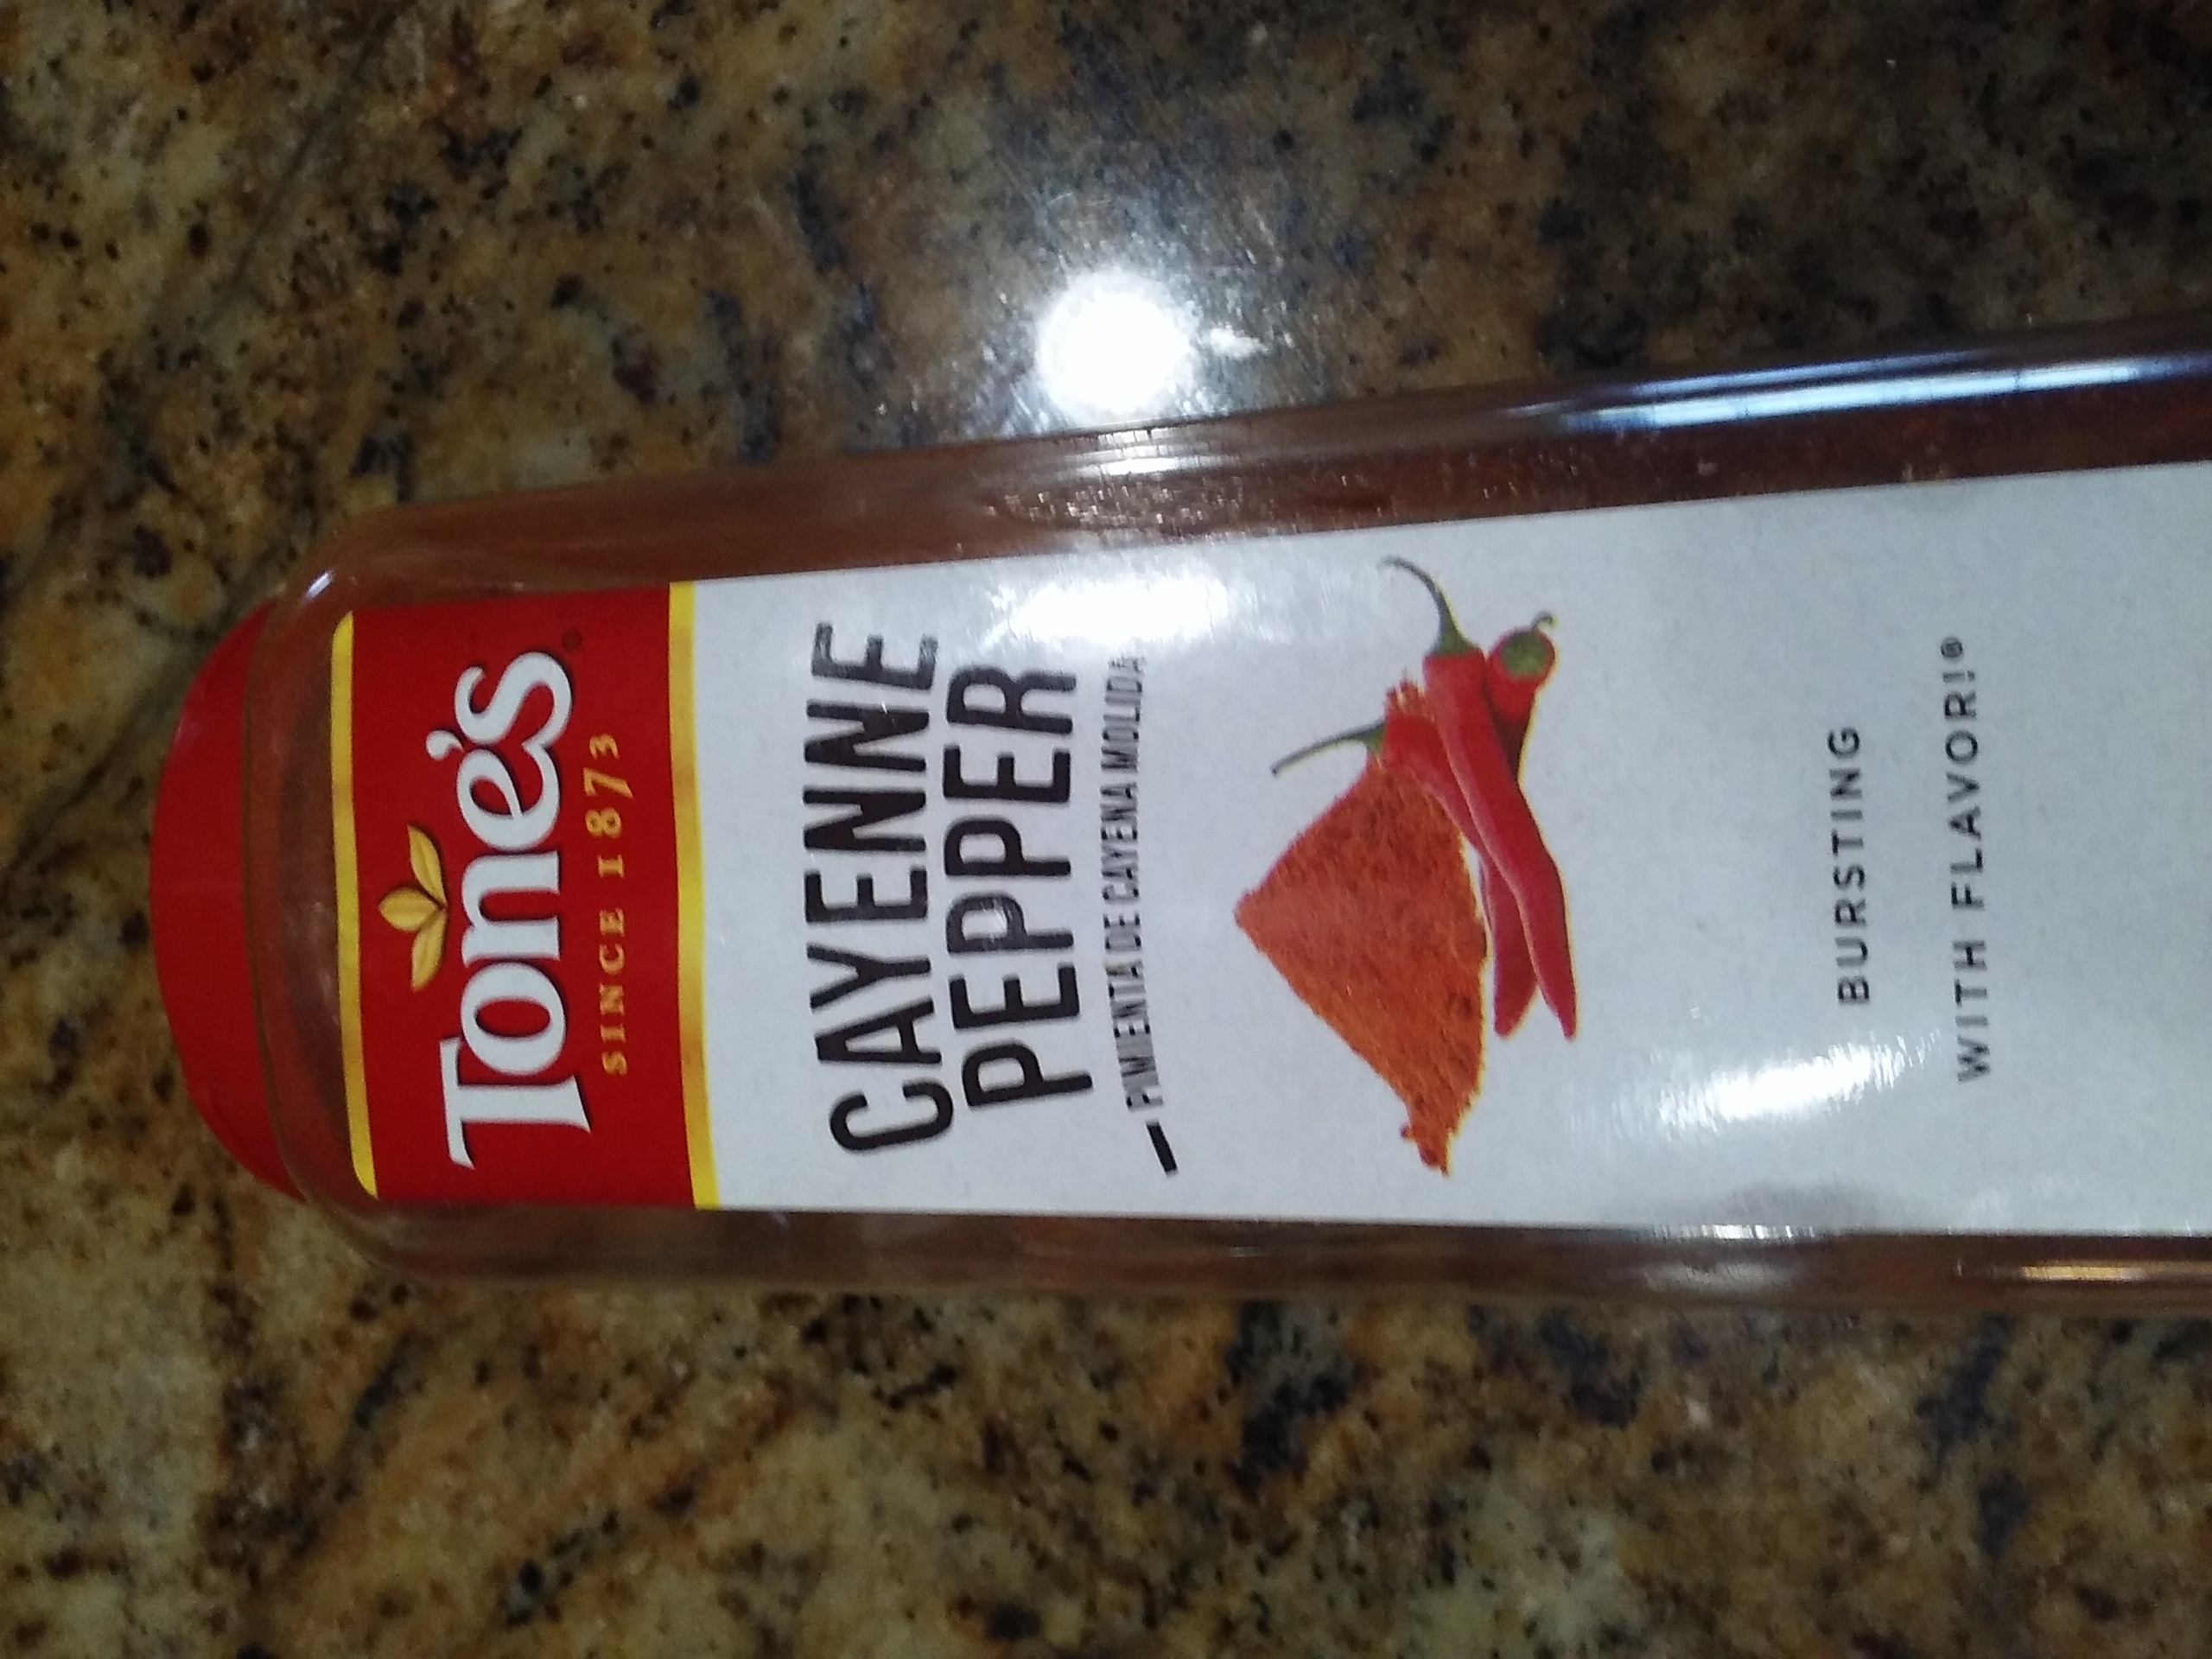 Tone's®
SINCE 1873
CAYENNE
PEPPER
PIMIENTA DE CAYENA MOLIDA
BURSTING
WITH FLAVOR!®